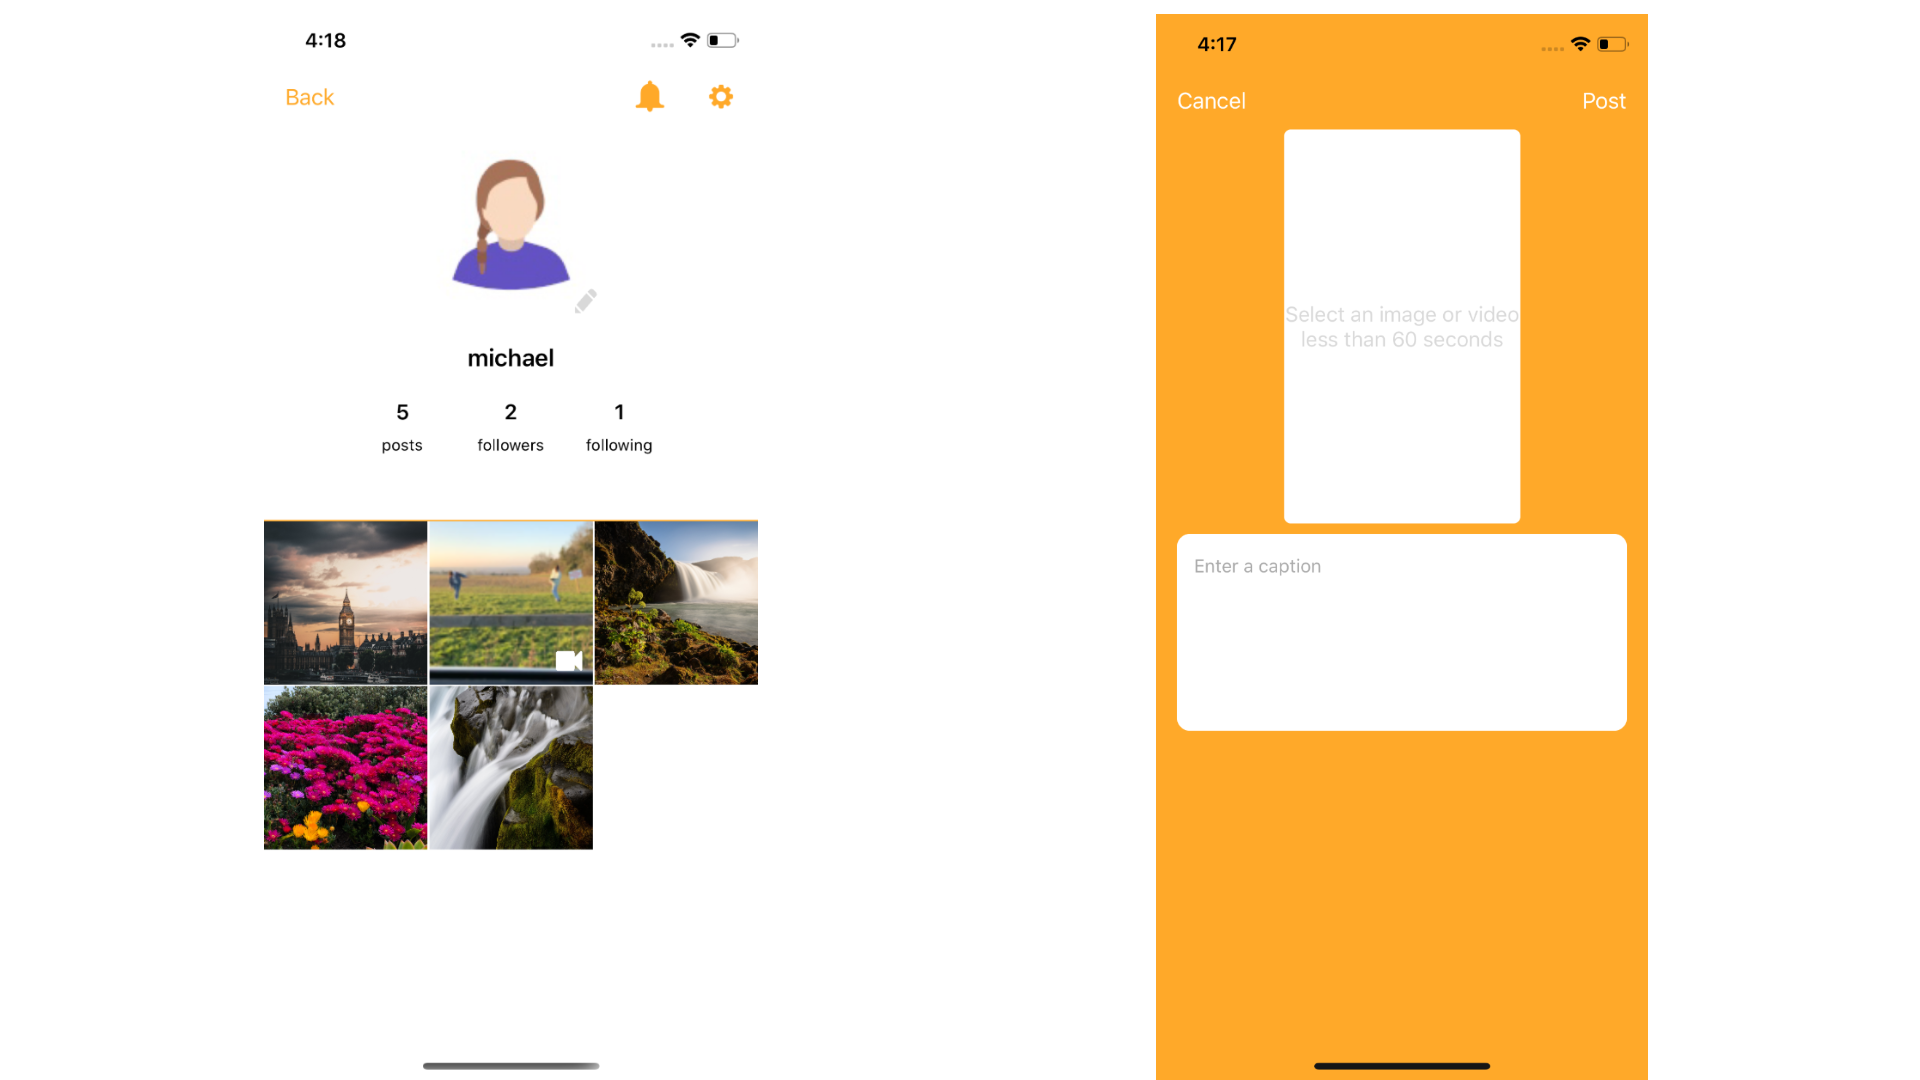 4:18
Back
michael
5 2 1
posts followers following
4:17
Cancel Post
Select an image or video
less than 60 seconds
Enter a caption